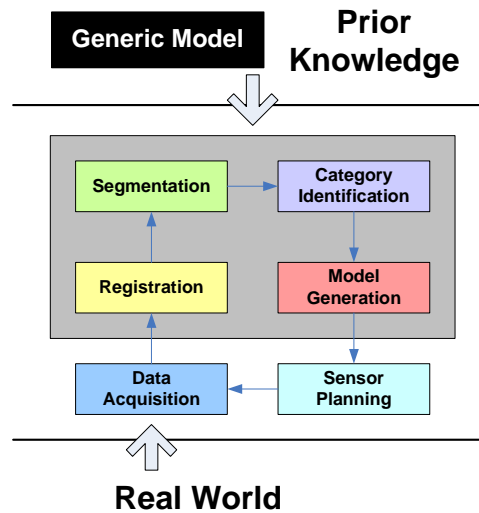 Generic Model
Prior
Knowledge
Segmentation
Category
Identification
Registration
Model
Generation
Data
Acquisition
Sensor
Planning
Real World